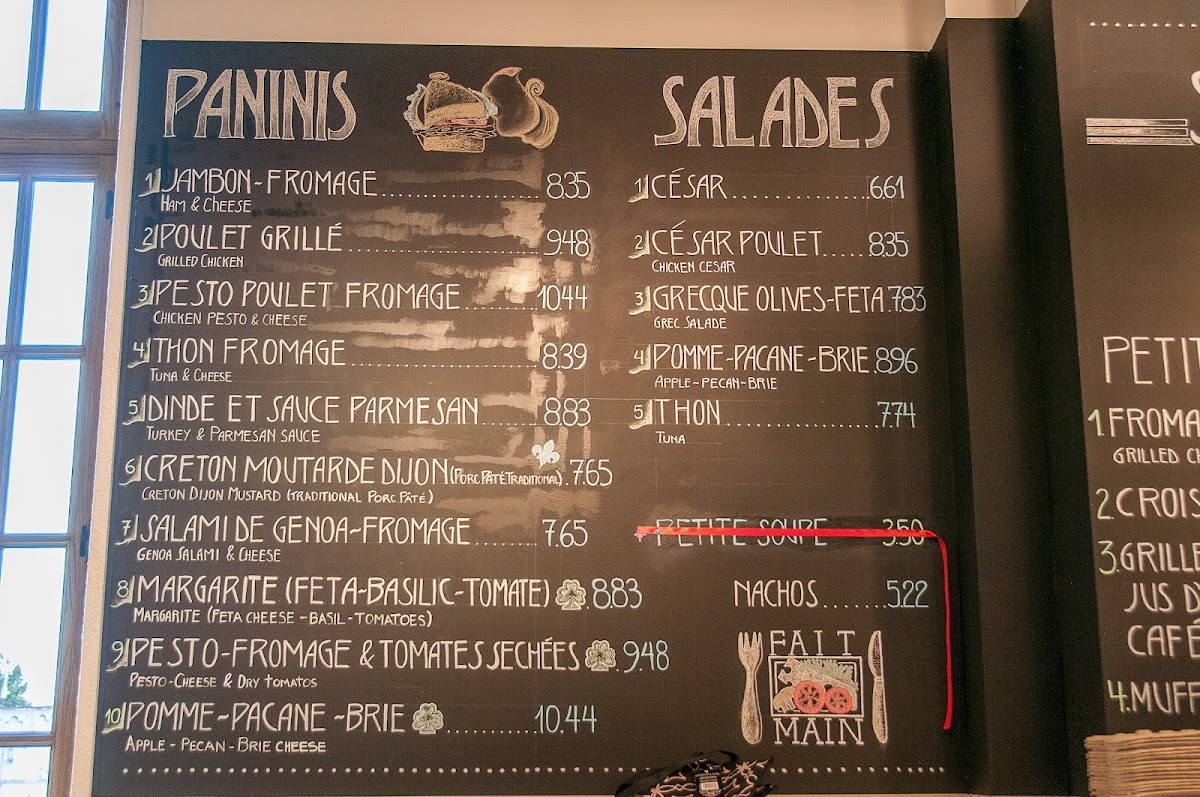 PANINIS
1 JAMBON-FROMAGE 8.35
HAM & CHEESE
2 POULET GRILLÉ 9.48
GRILLED CHICKEN
3 PESTO POULET FROMAGE 10.44
CHICKEN PESTO & CHEESE
4 THON FROMAGE 8.39
TUNA & CHEESE
5 DINDE ET SAUCE PARMESAN 8.83
TURKEY & PARMESAN SAUCE
6 CRETON MOUTARDE DIJON (PORC PÂTÉ TRADITIONAL) 7.65
CRETON DIJON MUSTARD (TRADITIONAL PORC PÂTÉ)
7 SALAMI DE GENOA-FROMAGE 7.65
GENOA SALAMI & CHEESE
8 MARGARITE (FETA-BASILIC-TOMATE) 8.83
MARGARITE (FETA CHEESE - BASIL-TOMATOES)
9 PESTO-FROMAGE & TOMATES SECHÉES 9.48
PESTO-CHEESE & DRY TOMATOS
10 POMME-PACANE-BRIE 10.44
APPLE - PECAN - BRIE CHEESE
SALADES
1 CÉSAR 6.61
2 CÉSAR POULET 8.35
CHICKEN CESAR
3 GRECQUE OLIVES-FETA 7.83
GREC SALADE
4 POMME-PACANE-BRIE 8.96
APPLE-PECAN-BRIE
5 THON 7.74
TUNA
PETITE SOUPE 3.50
NACHOS 5.22
FAIT
MAIN
S
PETIT
1. FROMA
GRILLED CH
2. CROIS
3. GRILLE
JUS D
CAFÉ
4. MUFF